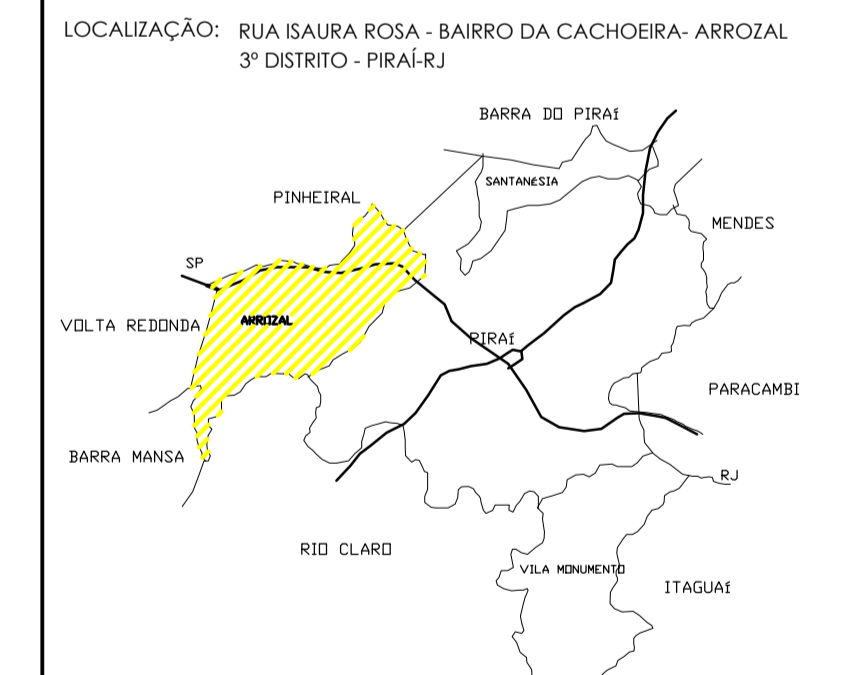 LOCALIZAÇÃO: RUA ISAURA ROSA - BAIRRO DA CACHOEIRA- ARROZAL
3º DISTRITO - PIRAÍ-RJ
BARRA DO PIRAí
SANTANÉSIA
PINHEIRAL
MENDES
SP
ARROZAL
VOLTA REDONDA
PIRAí
PARACAMBI
BARRA MANSA
RJ
RIO CLARO
VILA MONUMENTO
ITAGUAí